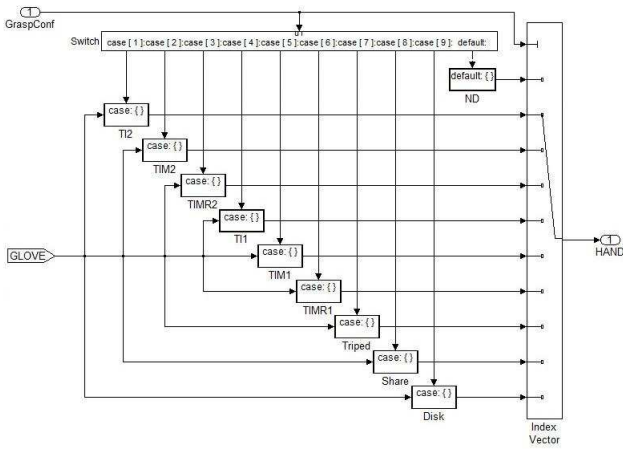 1
GraspConf
u1
Switch
case [ 1 ]:case [ 2 ]:case [ 3 ]:case [ 4 ]:case [ 5 ]:case [ 6 ]:case [ 7 ]:case [ 8 ]:case [ 9 ]: default:
default: { }
ND
case: { }
TI2
case: { }
TIM2
case: { }
TIMR2
case: { }
TI1
GLOVE
1
HAND
case: { }
TIM1
case: { }
TIMR1
case: { }
Triped
case: { }
Share
case: { }
Disk
Index
Vector